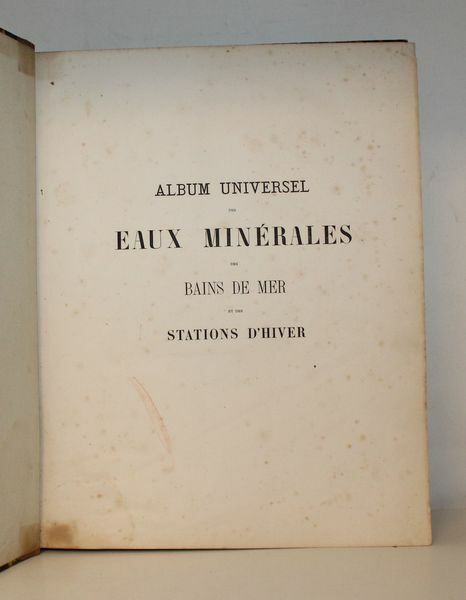 ALBUM UNIVERSEL
DES
EAUX MINÉRALES
DES
BAINS DE MER
ET DES
STATIONS D'HIVER